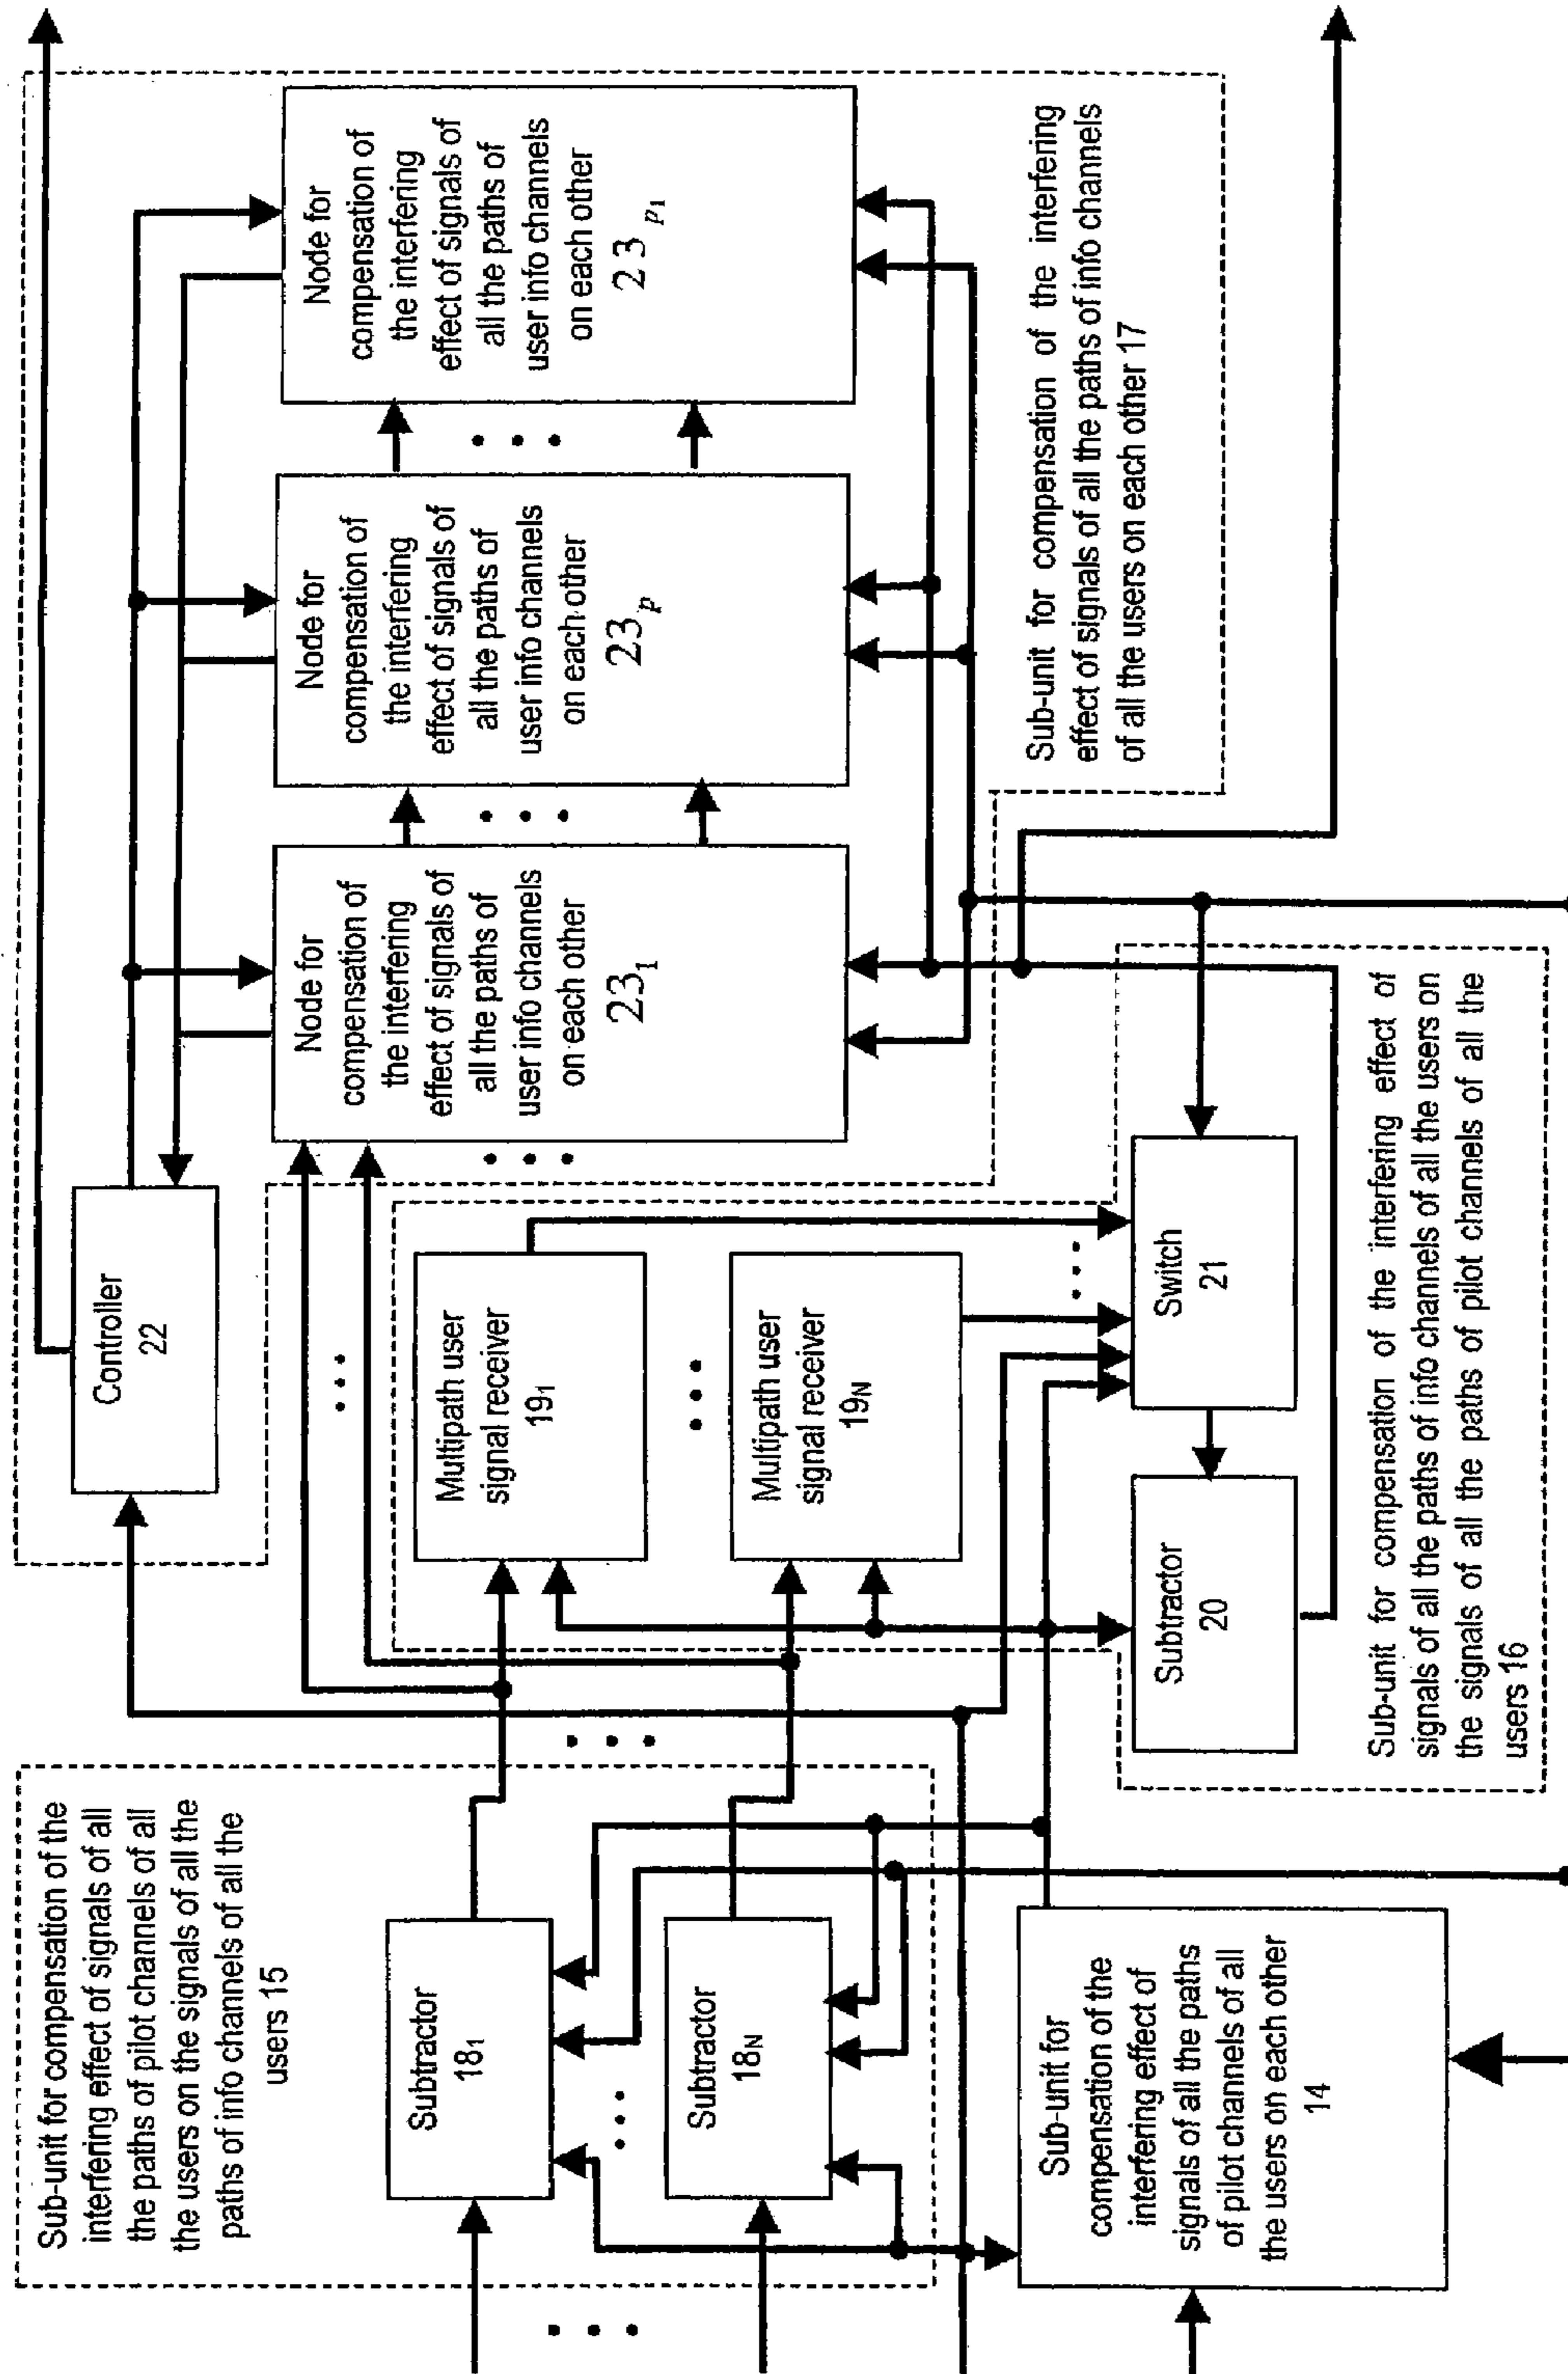 Sub-unit for compensation of the
interfering effect of signals of all
the paths of pilot channels of all
the users on the signals of all the
paths of info channels of all the
users 15
Subtractor
18₁
Subtractor
18N
Sub-unit for
compensation of the
interfering effect of
signals of all the paths
of pilot channels of all
the users on each other
14
Controller
22
Multipath user
signal receiver
19₁
Multipath user
signal receiver
19N
Subtractor
20
Switch
21
Sub-unit for compensation of the interfering effect of
signals of all the paths of info channels of all the users on
the signals of all the paths of pilot channels of all the
users 16
Node for
compensation of
the interfering
effect of signals of
all the paths of
user info channels
on each other
23₁
Node for
compensation of
the interfering
effect of signals of
all the paths of
user info channels
on each other
23p
Node for
compensation of
the interfering
effect of signals of
all the paths of
user info channels
on each other
23 p₁
Sub-unit for compensation of the interfering
effect of signals of all the paths of info channels
of all the users on each other 17